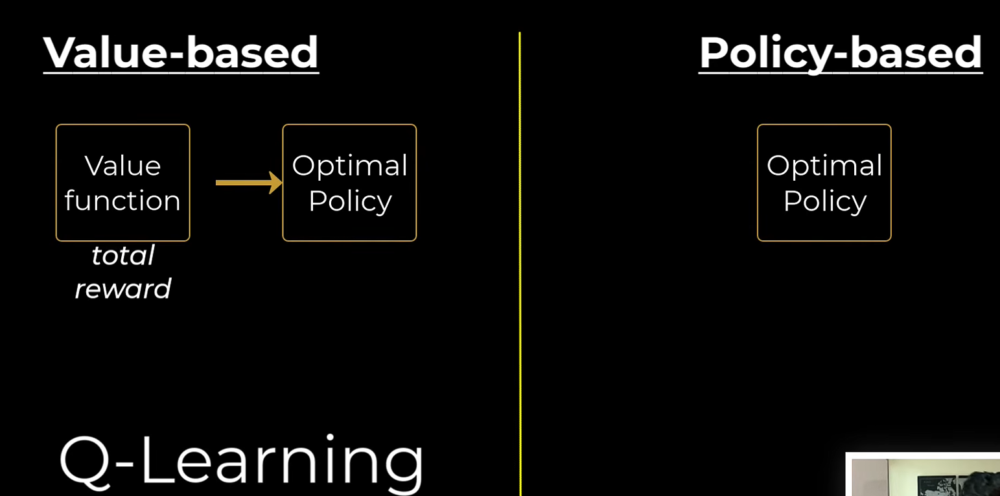 Value-based
Policy-based
Value
function
Optimal
Policy
Optimal
Policy
total
reward
Q-Learning